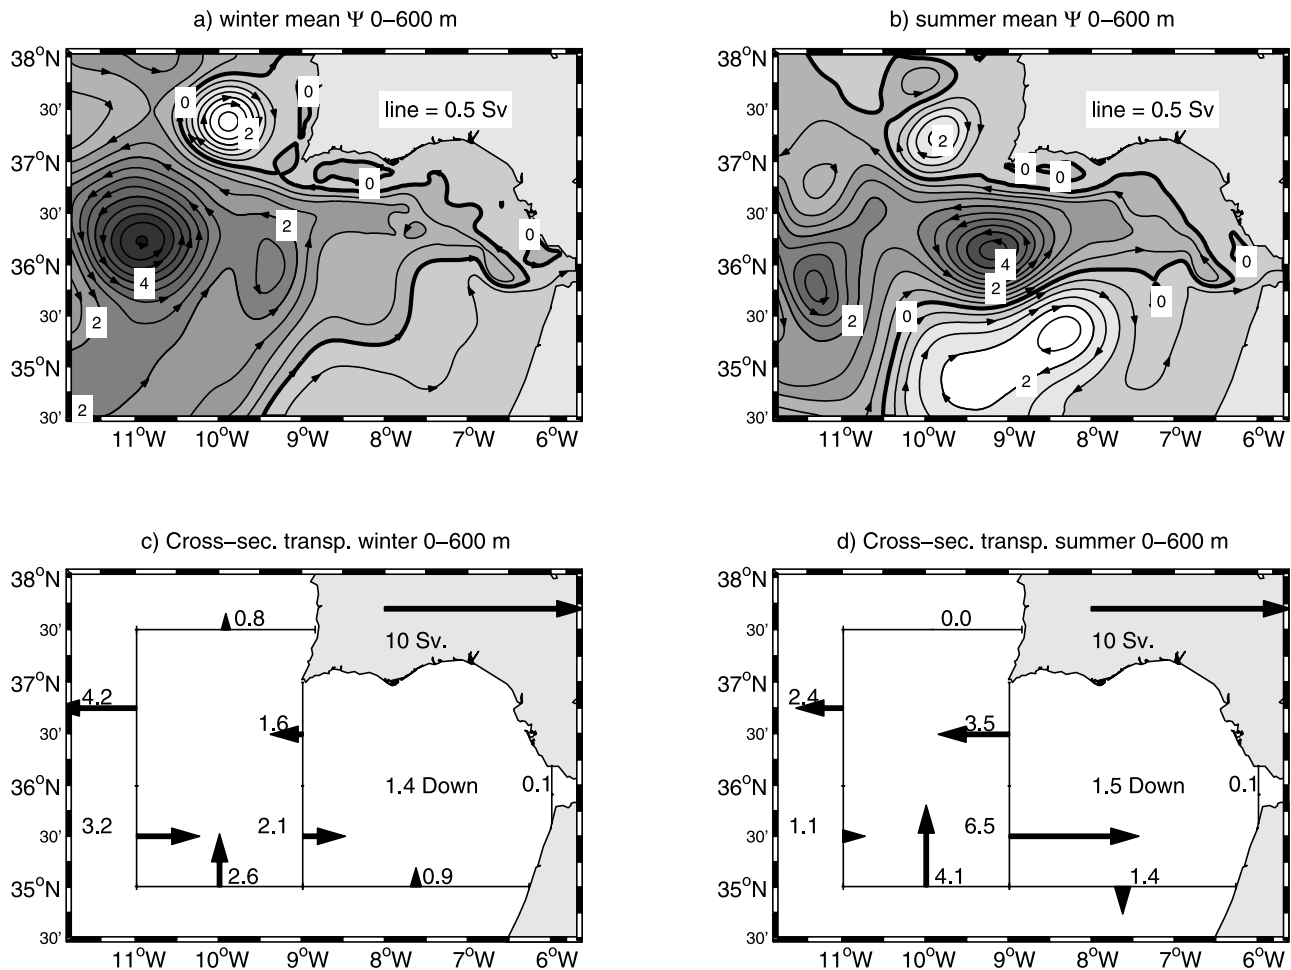 a) winter mean Ψ 0–600 m
38°N
30'
37°N
30'
36°N
30'
35°N
30'
11°W 10°W 9°W 8°W 7°W 6°W
line = 0.5 Sv
0
0
2
0
2
0
4
2
2
b) summer mean Ψ 0–600 m
38°N
30'
37°N
30'
36°N
30'
35°N
30'
11°W 10°W 9°W 8°W 7°W 6°W
line = 0.5 Sv
0
2
0
0
0
4
2
0
0
2
2
c) Cross–sec. transp. winter 0–600 m
38°N
30'
37°N
30'
36°N
30'
35°N
30'
11°W 10°W 9°W 8°W 7°W 6°W
0.8
10 Sv.
4.2
1.6
1.4 Down
0.1
3.2
2.1
2.6
0.9
d) Cross–sec. transp. summer 0–600 m
38°N
30'
37°N
30'
36°N
30'
35°N
30'
11°W 10°W 9°W 8°W 7°W 6°W
0.0
10 Sv.
2.4
3.5
1.5 Down
0.1
1.1
6.5
4.1
1.4